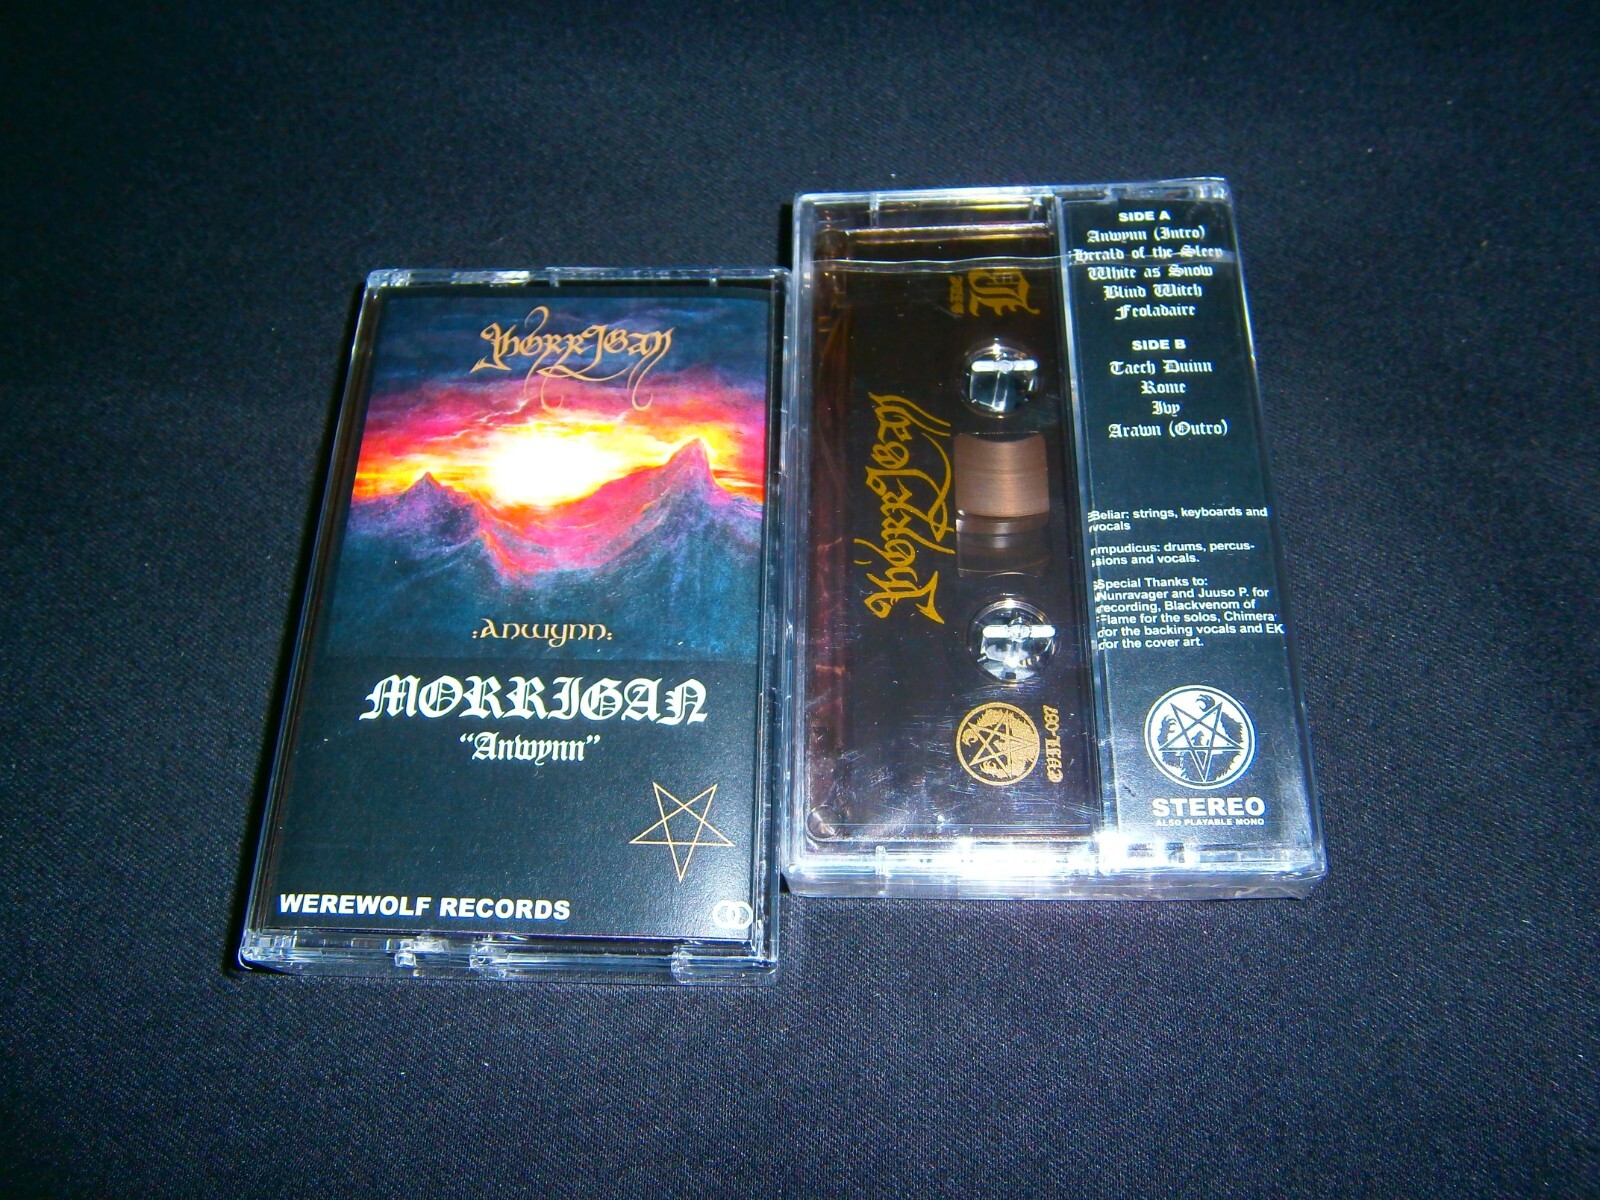 Morrigan
:Anwynn:
MORRIGAN
"Anwynn"
WEREWOLF RECORDS
Morrigan
B
SIDE
EVIL-087
SIDE A
Anwynn (Intro)
Herald of the Sleep
White as Snow
Blind Witch
Feoladaire
SIDE B
Taech Duinn
Rome
Ivy
Arawn (Outro)
Beliar: strings, keyboards and
vocals
Impudicus: drums, percus-
sions and vocals.
Special Thanks to:
Nunravager and Juuso P. for
recording, Blackvenom of
Flame for the solos, Chimera
for the backing vocals and EK
for the cover art.
STEREO
ALSO PLAYABLE MONO